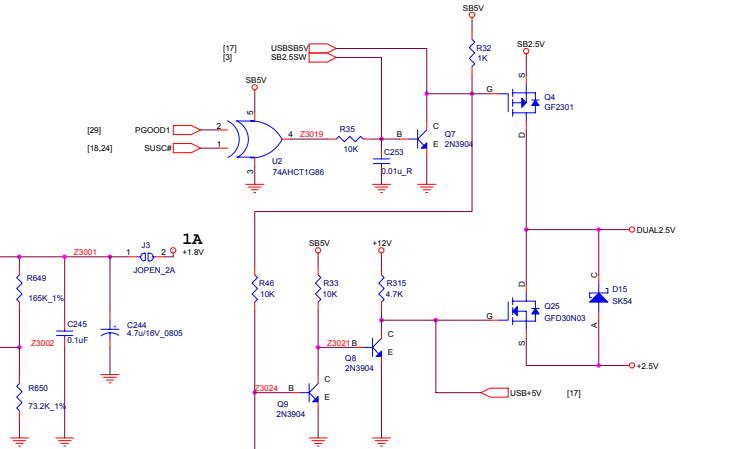 SB5V
[17] USBSB5V
[3] SB2.5SW
R32
1K
SB2.5V
S
SB5V
G
Q4
GF2301
5
[29] PGOOD1 2
4 Z3019
R35
10K
B
C
Q7
2N3904
E
D
[18,24] SUSC# 1
U2
74AHCT1G86
3
C253
0.01u_R
DUAL2.5V
Z3001
1
J3
2
JOPEN_2A
1A
+1.8V
SB5V
+12V
R649
165K_1%
R46
10K
R33
10K
R315
4.7K
D
C
D15
SK54
A
G
Q25
GFD30N03
S
C245
0.1uF
Z3002
C244
4.7u/16V_0805
Z3021 B
C
E
Q8
2N3904
+2.5V
R650
73.2K_1%
Z3024
B
C
E
Q9
2N3904
USB+5V [17]